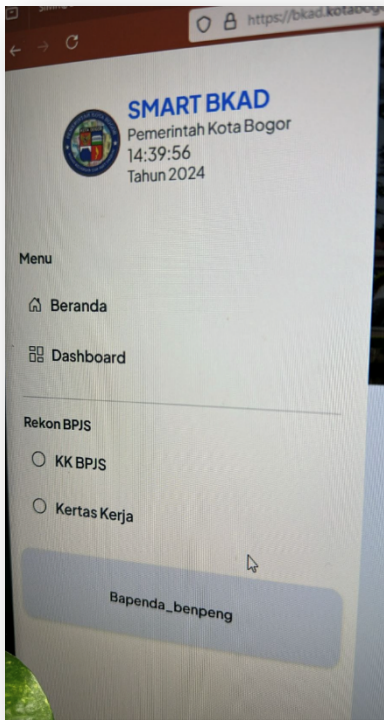 https://bkad.kotabog
SMART BKAD
Pemerintah Kota Bogor
14:39:56
Tahun 2024
Menu
Beranda
Dashboard
Rekon BPJS
KK BPJS
Kertas Kerja
Bapenda_benpeng